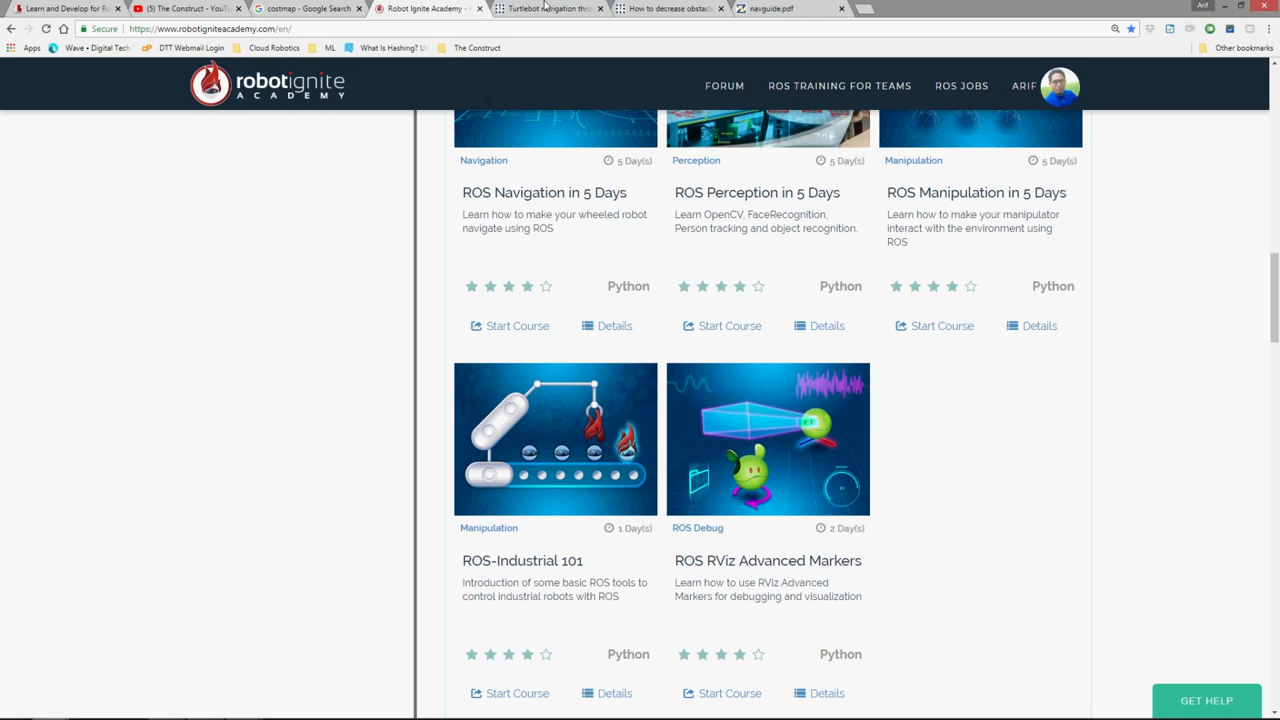 Learn and Develop for Ro
(5) The Construct - YouTu
costmap - Google Search
Robot Ignite Academy -
Turtlebot navigation thro
How to decrease obstacl
navguide.pdf
Arif
Secure https://www.robotigniteacademy.com/en/
Apps
Wave • Digital Tech
DTT Webmail Login
Cloud Robotics
ML
What Is Hashing?
The Construct
Other bookmarks
robotignite
ACADEMY
FORUM
ROS TRAINING FOR TEAMS
ROS JOBS
ARIF
Navigation 5 Day(s)
ROS Navigation in 5 Days
Learn how to make your wheeled robot
navigate using ROS
Python
Start Course Details
Perception 5 Day(s)
ROS Perception in 5 Days
Learn OpenCV, FaceRecognition,
Person tracking and object recognition.
Python
Start Course Details
Manipulation 5 Day(s)
ROS Manipulation in 5 Days
Learn how to make your manipulator
interact with the environment using
ROS
Python
Start Course Details
Manipulation 1 Day(s)
ROS-Industrial 101
Introduction of some basic ROS tools to
control industrial robots with ROS
Python
Start Course Details
ROS Debug 2 Day(s)
ROS RViz Advanced Markers
Learn how to use RViz Advanced
Markers for debugging and visualization
Python
Start Course Details
GET HELP